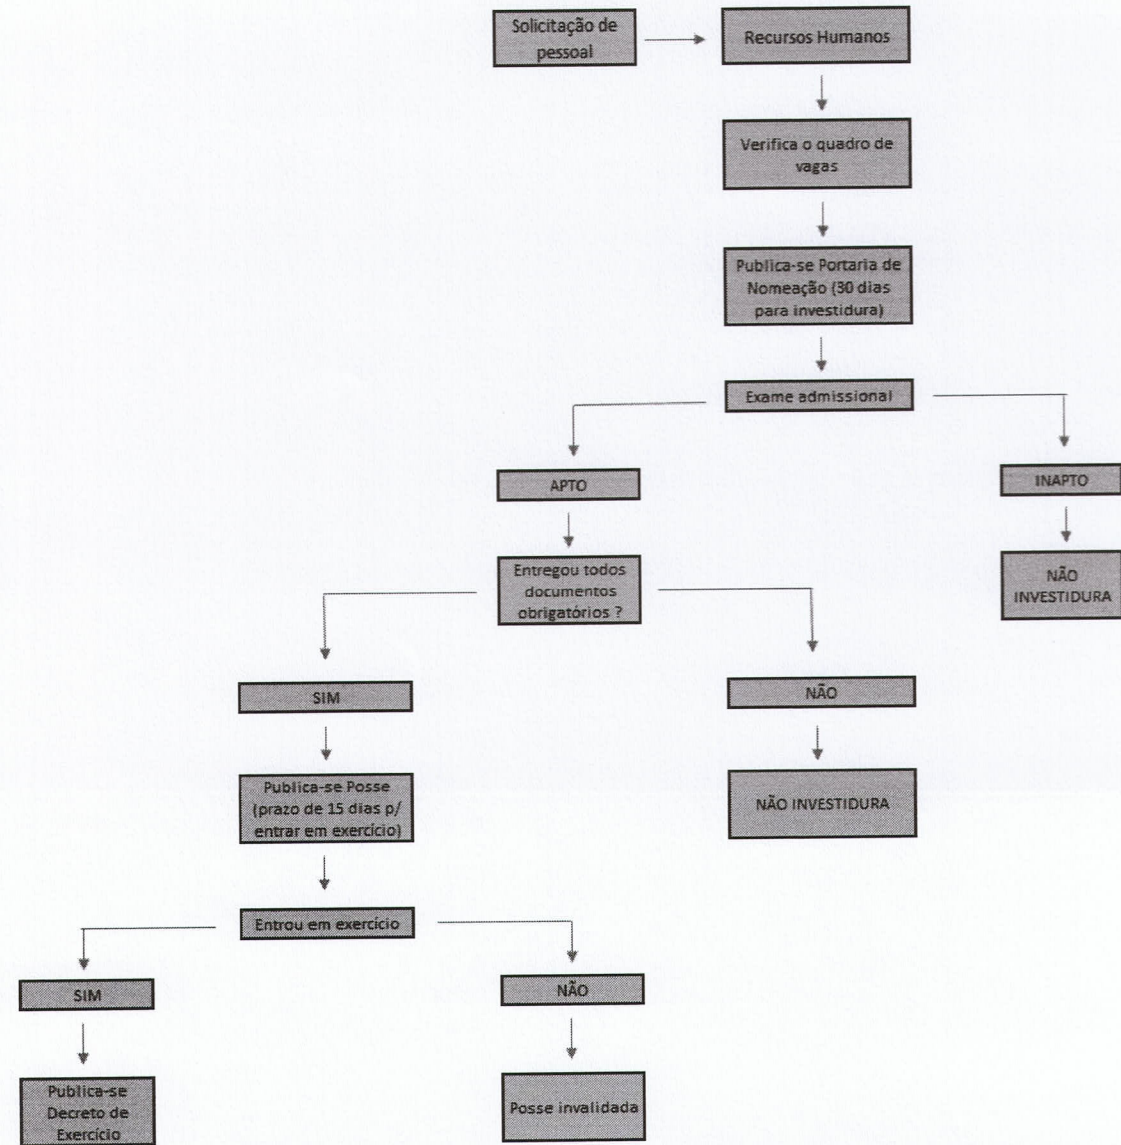 Solicitação de
pessoal
Recursos Humanos
Verifica o quadro de
vagas
Publica-se Portaria de
Nomeação (30 dias
para investidura)
Exame admissional
APTO
INAPTO
Entregou todos
documentos
obrigatórios ?
NÃO
INVESTIDURA
SIM
NÃO
Publica-se Posse
(prazo de 15 dias p/
entrar em exercício)
NÃO INVESTIDURA
Entrou em exercício
SIM
NÃO
Publica-se
Decreto de
Exercício
Posse invalidada